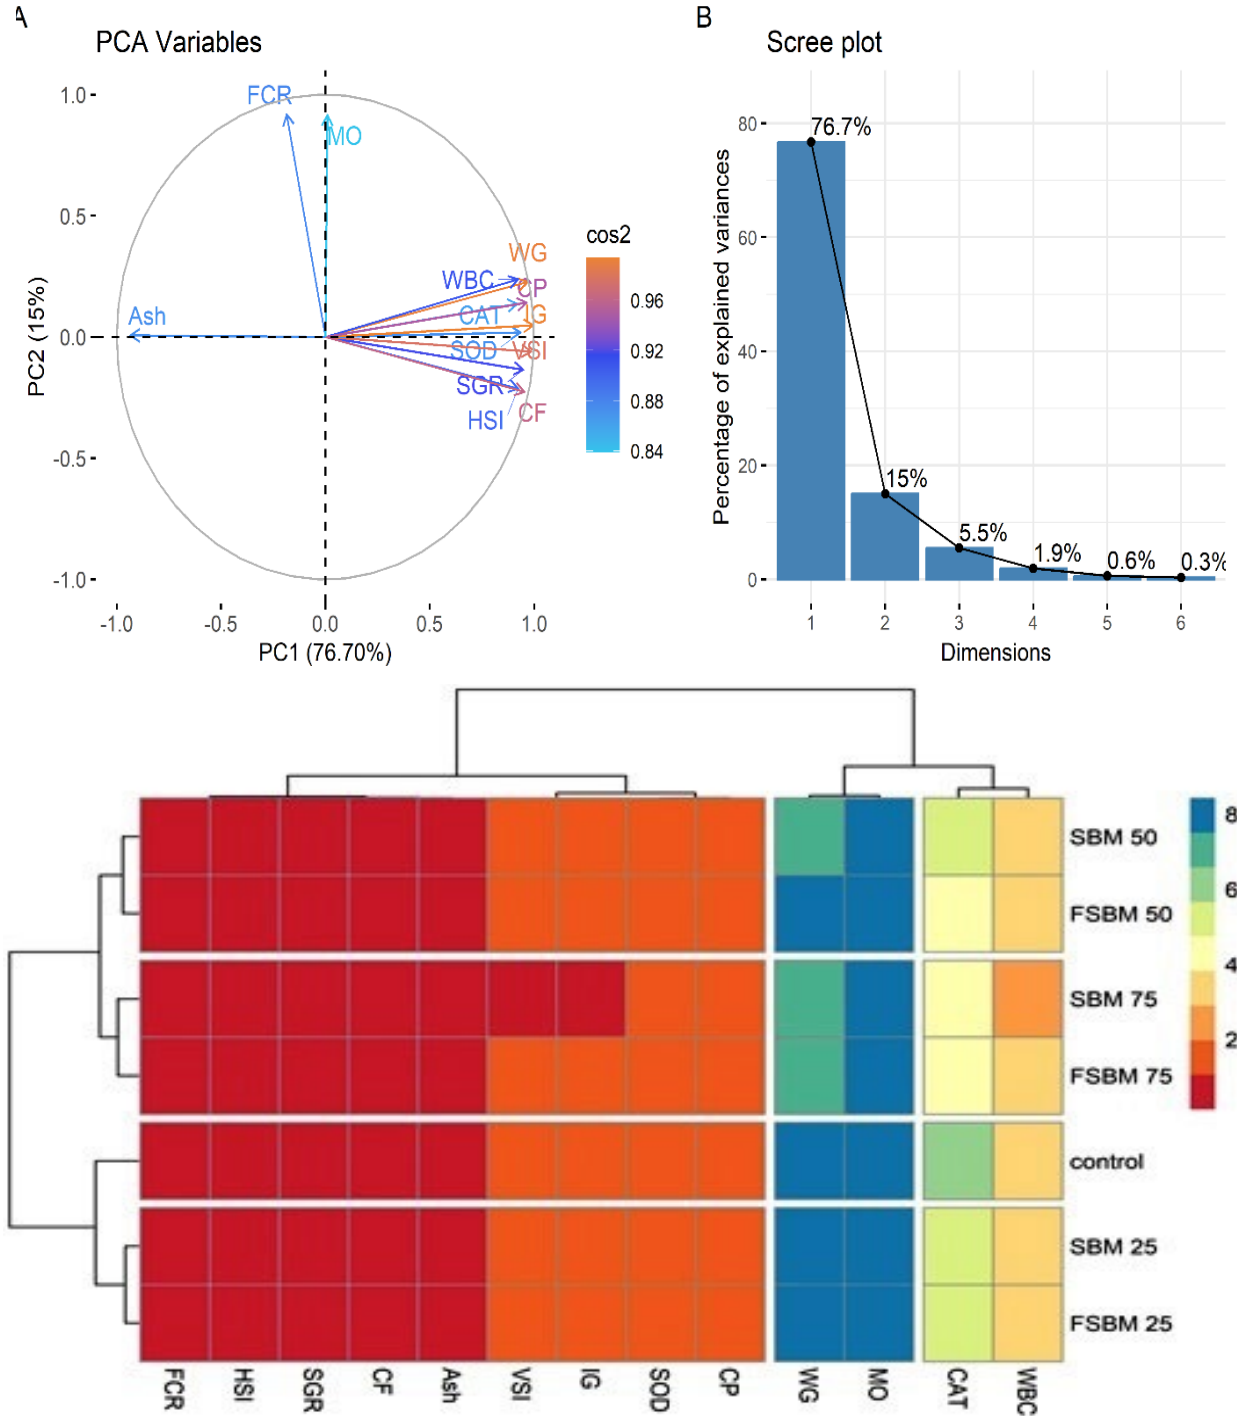 A
PCA Variables
1.0
0.5
0.0
-0.5
-1.0
PC2 (15%)
FCR
MO
Ash
WG
WBC
CP
CAT
IG
SOD
VSI
SGR
CF
HSI
-1.0 -0.5 0.0 0.5 1.0
PC1 (76.70%)
cos2
0.96
0.92
0.88
0.84
B
Scree plot
Percentage of explained variances
80
60
40
20
0
76.7%
15%
5.5%
1.9%
0.6%
0.3%
1 2 3 4 5 6
Dimensions
SBM 50
FSBM 50
SBM 75
FSBM 75
control
SBM 25
FSBM 25
8
6
4
2
FCR HSI SGR CF Ash VSI IG SOD CP WG MO CAT WBC